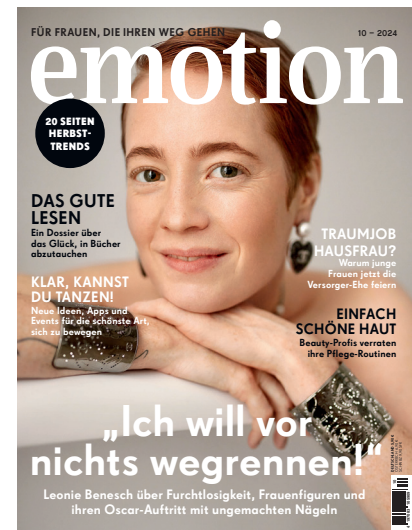 FÜR FRAUEN, DIE IHREN WEG GEHEN
10 – 2024
emotion
20 SEITEN
HERBST-
TRENDS
DAS GUTE
LESEN
Ein Dossier über
das Glück, in Bücher
abzutauchen
TRAUMJOB
HAUSFRAU?
Warum junge
Frauen jetzt die
Versorger-Ehe feiern
KLAR, KANNST
DU TANZEN!
Neue Ideen, Apps und
Events für die schönste Art,
sich zu bewegen
EINFACH
SCHÖNE HAUT
Beauty-Profis verraten
ihre Pflege-Routinen
„Ich will vor
nichts wegrennen!“
Leonie Benesch über Furchtlosigkeit, Frauenfiguren und
ihren Oscar-Auftritt mit ungemachten Nägeln